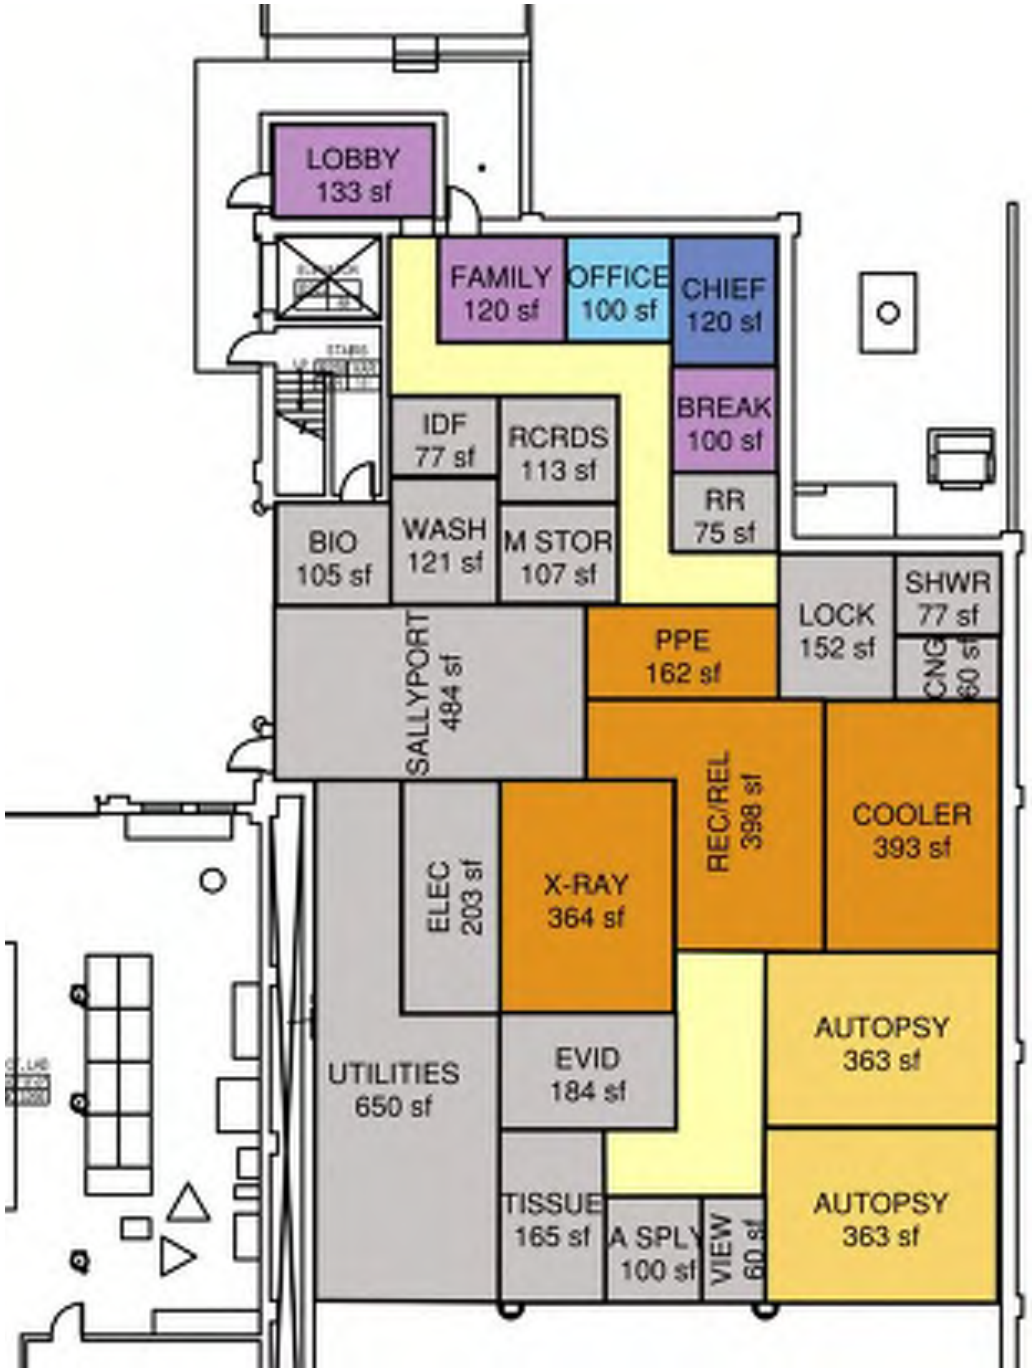 LOBBY
133 sf
FAMILY
120 sf
OFFICE
100 sf
CHIEF
120 sf
STAIRS
UP
BREAK
100 sf
IDF
77 sf
RCRDS
113 sf
RR
75 sf
WASH
121 sf
M STOR
107 sf
BIO
105 sf
SHWR
77 sf
LOCK
152 sf
CNG
60 sf
SALLYPORT
484 sf
PPE
162 sf
REC/REL
398 sf
COOLER
393 sf
ELEC
203 sf
X-RAY
364 sf
AUTOPSY
363 sf
EVID
184 sf
UTILITIES
650 sf
TISSUE
165 sf
A SPLY
100 sf
VIEW
60 sf
AUTOPSY
363 sf